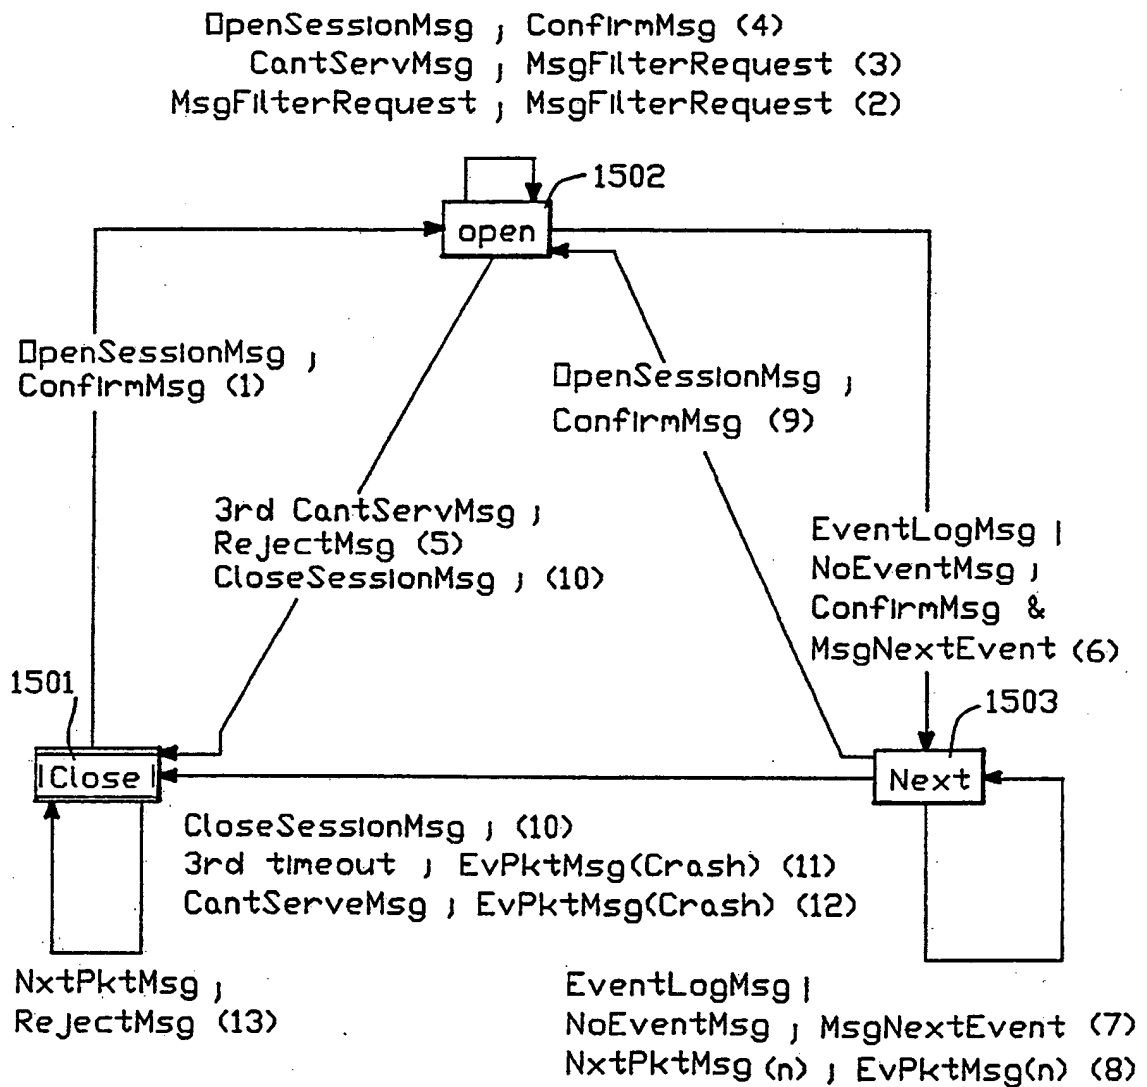 OpenSessionMsg ; ConfirmMsg (4)
CantServMsg ; MsgFilterRequest (3)
MsgFilterRequest ; MsgFilterRequest (2)
1502
open
OpenSessionMsg ;
ConfirmMsg (1)
OpenSessionMsg ;
ConfirmMsg (9)
3rd CantServMsg ;
RejectMsg (5)
CloseSessionMsg ; (10)
EventLogMsg |
NoEventMsg ;
ConfirmMsg &
MsgNextEvent (6)
1501
1503
|Close|
Next
CloseSessionMsg ; (10)
3rd timeout ; EvPktMsg(Crash) (11)
CantServeMsg ; EvPktMsg(Crash) (12)
NxtPktMsg ;
RejectMsg (13)
EventLogMsg |
NoEventMsg ; MsgNextEvent (7)
NxtPktMsg (n) ; EvPktMsg(n) (8)